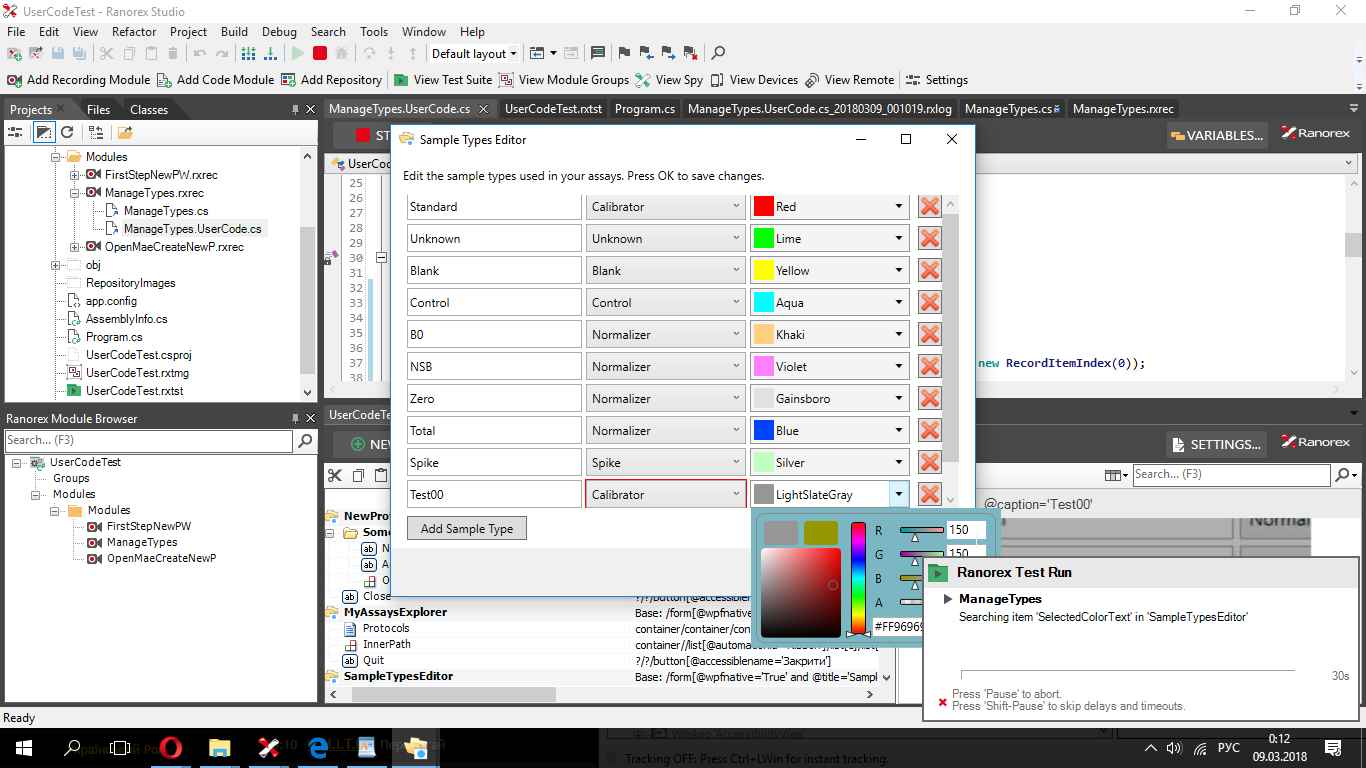 UserCodeTest - Ranorex Studio
File Edit View Refactor Project Build Debug Search Tools Window Help
Default layout
Add Recording Module Add Code Module Add Repository View Test Suite View Module Groups View Spy View Devices View Remote Settings
Projects Files Classes
ManageTypes.UserCode.cs UserCodeTest.rxtst Program.cs ManageTypes.UserCode.cs_20180309_001019.rxlog ManageTypes.cs ManageTypes.rxrec
ST
VARIABLES... Ranorex
UserCo
Modules
FirstStepNewPW.rxrec
ManageTypes.rxrec
ManageTypes.cs
ManageTypes.UserCode.cs
OpenMaeCreateNewP.rxrec
obj
RepositoryImages
app.config
AssemblyInfo.cs
Program.cs
UserCodeTest.csproj
UserCodeTest.rxtmg
UserCodeTest.rxtst
25
26
27
28
29
30
31
32
33
34
35
36
37
38
new RecordItemIndex(0));
Sample Types Editor
Edit the sample types used in your assays. Press OK to save changes.
Standard Calibrator Red
Unknown Unknown Lime
Blank Blank Yellow
Control Control Aqua
B0 Normalizer Khaki
NSB Normalizer Violet
Zero Normalizer Gainsboro
Total Normalizer Blue
Spike Spike Silver
Test00 Calibrator LightSlateGray
Add Sample Type
R 150
G 150
B
A
#FF9696
Ranorex Module Browser
Search... (F3)
UserCodeTest
Groups
Modules
Modules
FirstStepNewPW
ManageTypes
OpenMaeCreateNewP
UserCodeTe
NEW
SETTINGS... Ranorex
Search... (F3)
@caption='Test00'
NewPro
Som
N
A
O
Close ?/?/button[@accessiblename=
MyAssaysExplorer Base: /form[@wpfnative='True'
Protocols container/container/con
InnerPath
Quit ?/?/button[@accessiblename='Закрити']
SampleTypesEditor Base: /form[@wpfnative='True' and @title='Sampl
Ranorex Test Run
ManageTypes
Searching item 'SelectedColorText' in 'SampleTypesEditor'
30s
Press 'Pause' to abort.
Press 'Shift-Pause' to skip delays and timeouts.
Ready
Tracking OFF: Press Ctrl+LWin for instant tracking.
РУС
0:12
09.03.2018